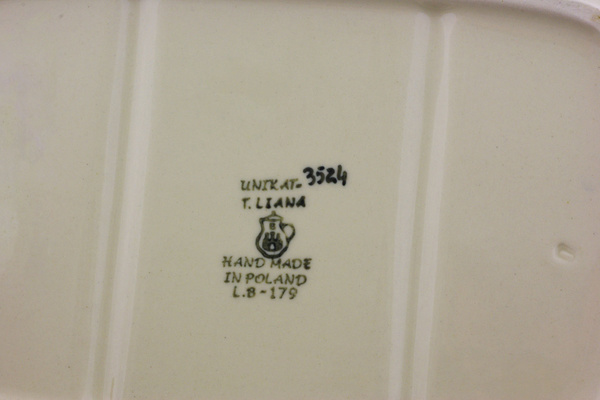 UNIKAT-3524
T. LIANA
HAND MADE
IN POLAND
L.B-179